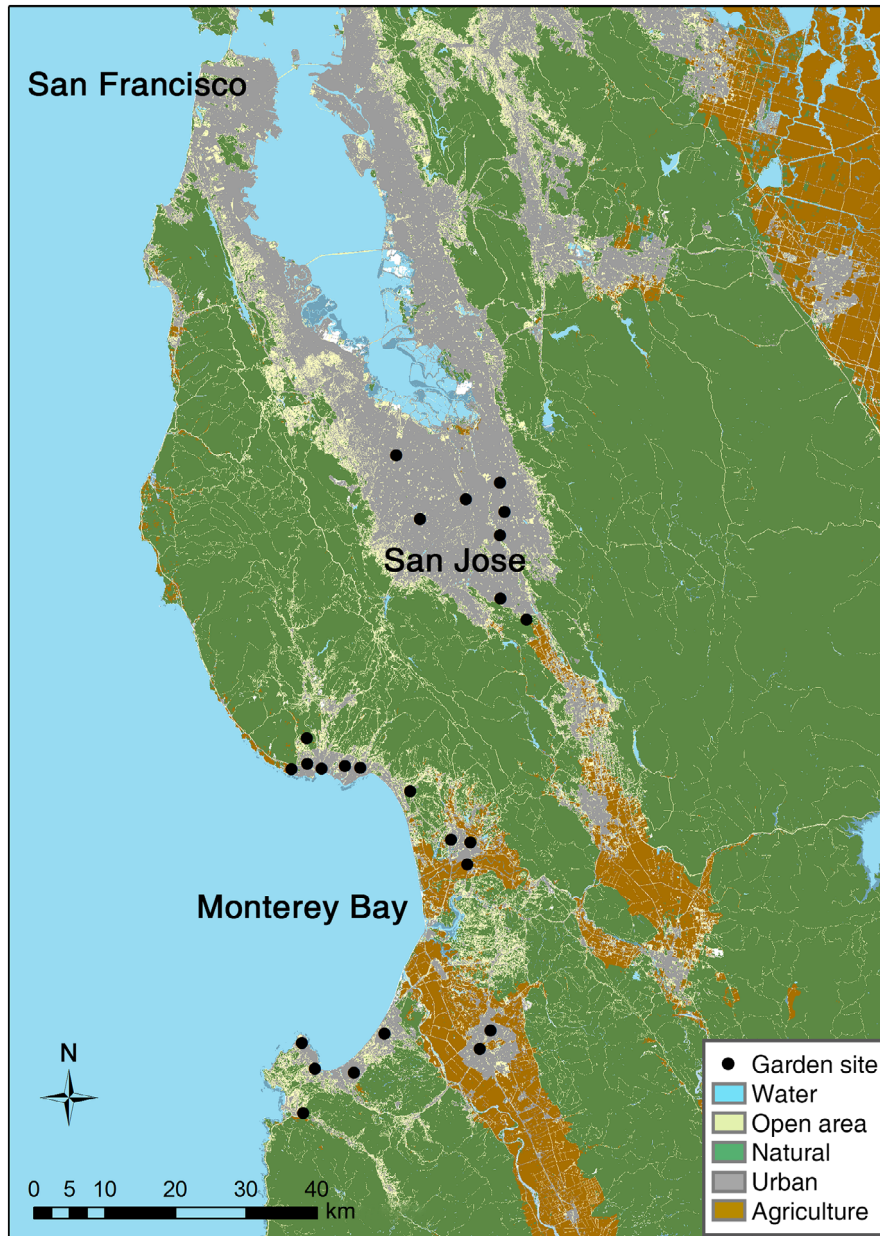 San Francisco
San Jose
Monterey Bay
N
0 5 10 20 30 40
km
Garden site
Water
Open area
Natural
Urban
Agriculture